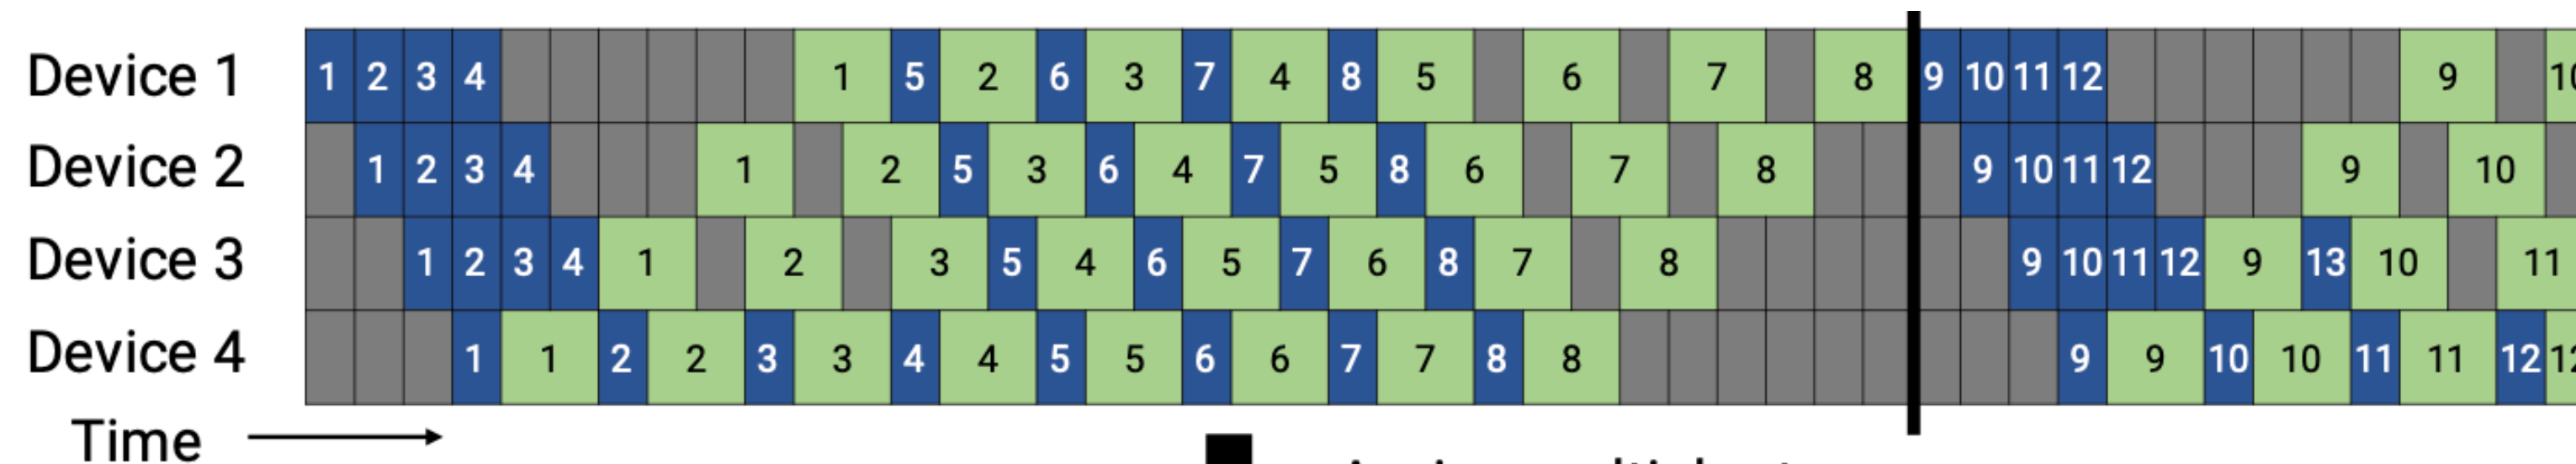 Device 1 1 2 3 4 1 5 2 6 3 7 4 8 5 6 7 8 9 10 11 12 9 10
Device 2 1 2 3 4 1 2 5 3 6 4 7 5 8 6 7 8 9 10 11 12 9 10
Device 3 1 2 3 4 1 2 3 5 4 6 5 7 6 8 7 8 9 10 11 12 9 13 10 11
Device 4 1 1 2 2 3 3 4 4 5 5 6 6 7 7 8 8 9 9 10 10 11 11 12 12
Time